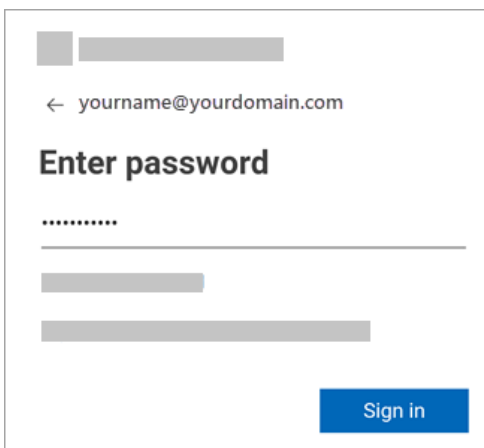 ← yourname@yourdomain.com
Enter password
•••••••••••
Sign in